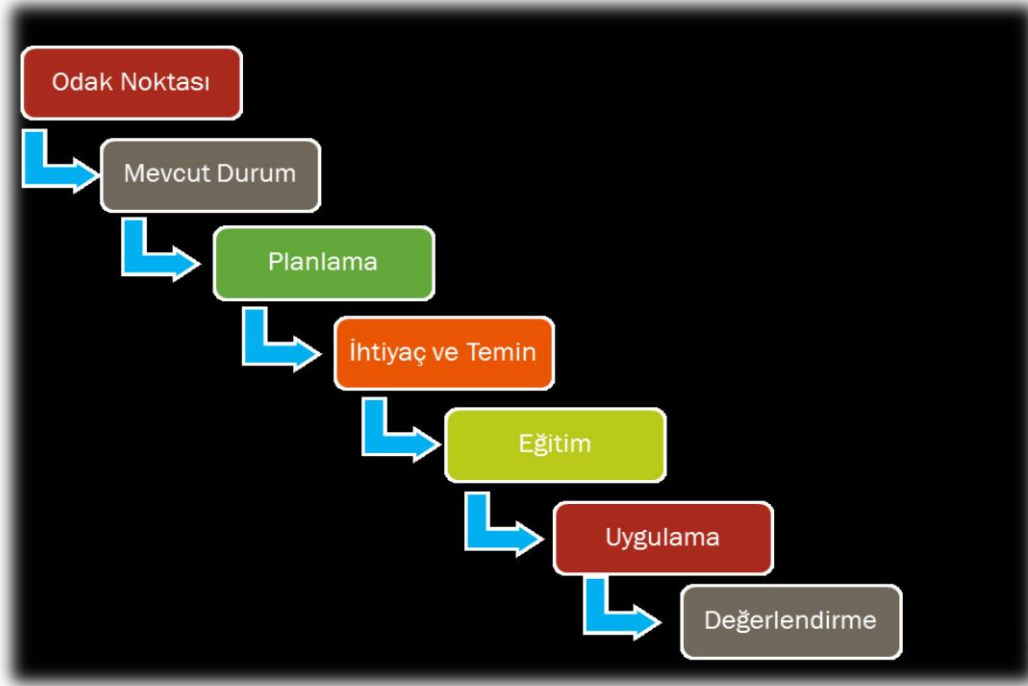 Odak Noktası
Mevcut Durum
Planlama
İhtiyaç ve Temin
Eğitim
Uygulama
Değerlendirme